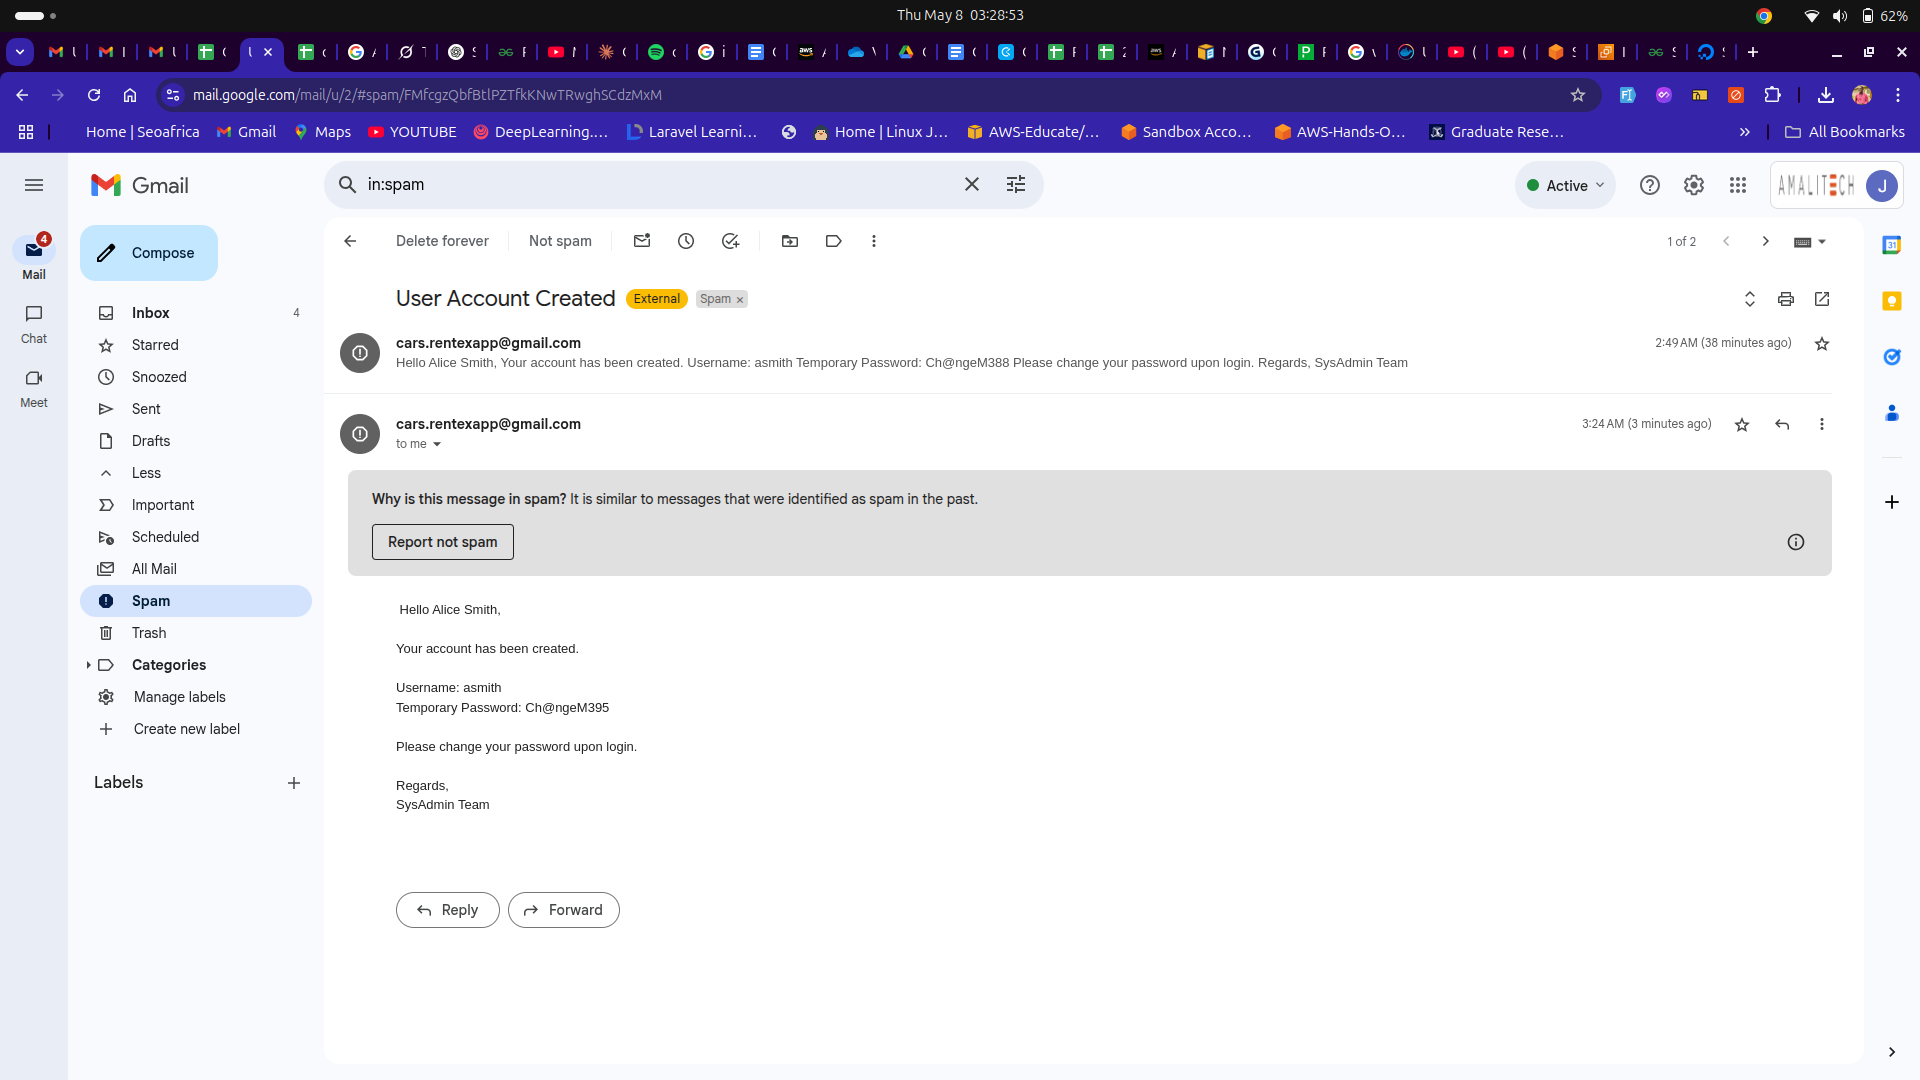 Thu May 8 03:28:53
62%
mail.google.com/mail/u/2/#spam/FMfcgzQbfBtlPZTfkKNwTRwghSCdzMxM
Home | Seoafrica
Gmail
Maps
YOUTUBE
DeepLearning....
Laravel Learni...
Home | Linux J...
AWS-Educate/...
Sandbox Acco...
AWS-Hands-O...
Graduate Rese...
All Bookmarks
Gmail
in:spam
Active
AMALITECH
J
4
Mail
Chat
Meet
Compose
Inbox 4
Starred
Snoozed
Sent
Drafts
Less
Important
Scheduled
All Mail
Spam
Trash
Categories
Manage labels
Create new label
Labels
Delete forever
Not spam
1 of 2
User Account Created External Spam ×
cars.rentexapp@gmail.com 2:49 AM (38 minutes ago)
Hello Alice Smith, Your account has been created. Username: asmith Temporary Password: Ch@ngeM388 Please change your password upon login. Regards, SysAdmin Team
cars.rentexapp@gmail.com 3:24 AM (3 minutes ago)
to me
Why is this message in spam? It is similar to messages that were identified as spam in the past.
Report not spam
Hello Alice Smith,
Your account has been created.
Username: asmith
Temporary Password: Ch@ngeM395
Please change your password upon login.
Regards,
SysAdmin Team
Reply
Forward
31